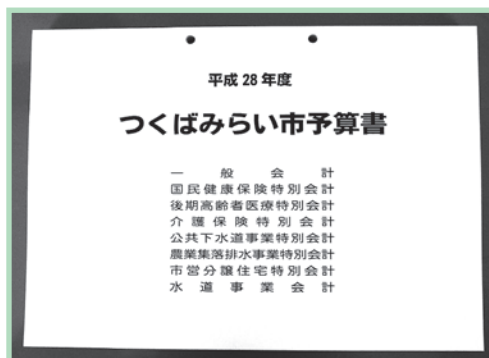 平成 28 年度
つくばみらい市予算書
一般会計
国民健康保険特別会計
後期高齢者医療特別会計
介護保険特別会計
公共下水道事業特別会計
農業集落排水事業特別会計
市営分譲住宅特別会計
水道事業会計